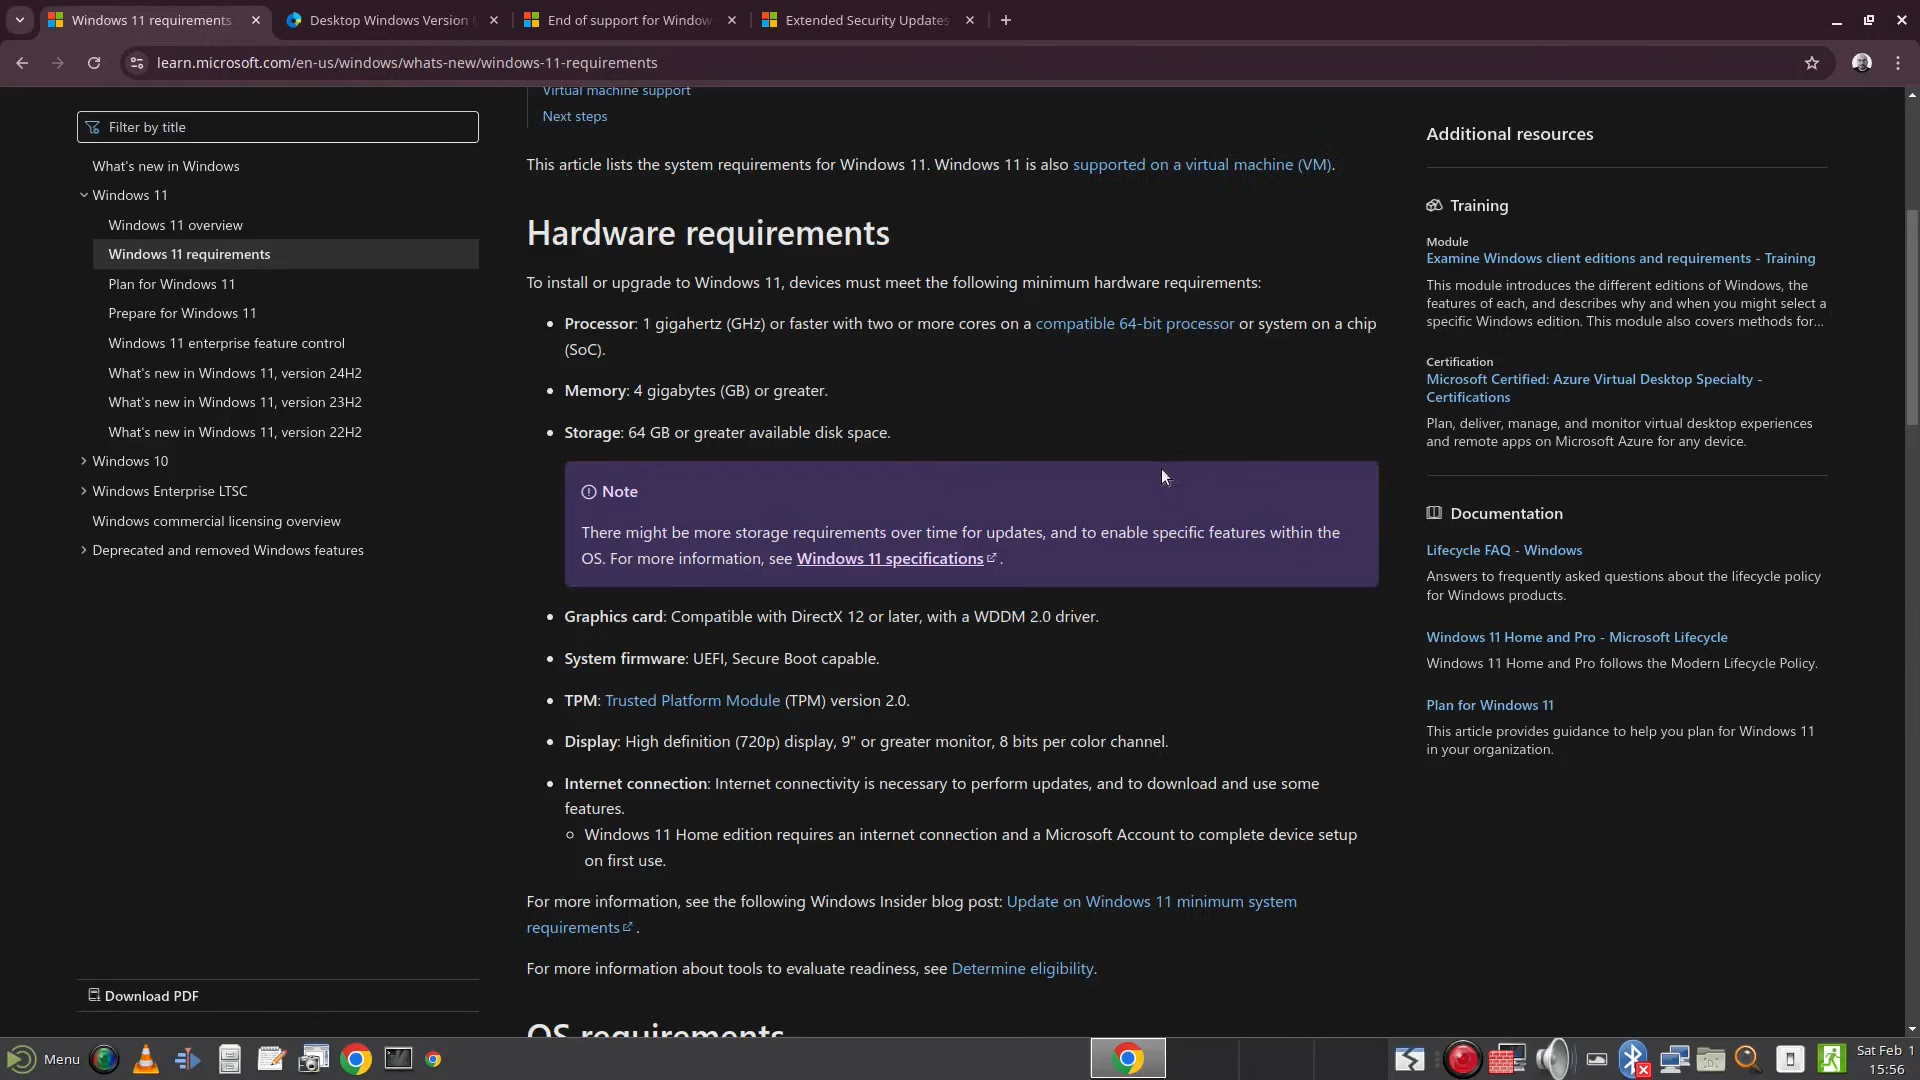 Windows 11 requirements
Desktop Windows Version
End of support for Window
Extended Security Updates
learn.microsoft.com/en-us/windows/whats-new/windows-11-requirements
Filter by title
What's new in Windows
Windows 11
Windows 11 overview
Windows 11 requirements
Plan for Windows 11
Prepare for Windows 11
Windows 11 enterprise feature control
What's new in Windows 11, version 24H2
What's new in Windows 11, version 23H2
What's new in Windows 11, version 22H2
Windows 10
Windows Enterprise LTSC
Windows commercial licensing overview
Deprecated and removed Windows features
Download PDF
Virtual machine support
Next steps
This article lists the system requirements for Windows 11. Windows 11 is also supported on a virtual machine (VM).
Hardware requirements
To install or upgrade to Windows 11, devices must meet the following minimum hardware requirements:
Processor: 1 gigahertz (GHz) or faster with two or more cores on a compatible 64-bit processor or system on a chip
(SoC).
Memory: 4 gigabytes (GB) or greater.
Storage: 64 GB or greater available disk space.
Note
There might be more storage requirements over time for updates, and to enable specific features within the
OS. For more information, see Windows 11 specifications.
Graphics card: Compatible with DirectX 12 or later, with a WDDM 2.0 driver.
System firmware: UEFI, Secure Boot capable.
TPM: Trusted Platform Module (TPM) version 2.0.
Display: High definition (720p) display, 9" or greater monitor, 8 bits per color channel.
Internet connection: Internet connectivity is necessary to perform updates, and to download and use some
features.
Windows 11 Home edition requires an internet connection and a Microsoft Account to complete device setup
on first use.
For more information, see the following Windows Insider blog post: Update on Windows 11 minimum system
requirements.
For more information about tools to evaluate readiness, see Determine eligibility.
OS requirements
Additional resources
Training
Module
Examine Windows client editions and requirements - Training
This module introduces the different editions of Windows, the
features of each, and describes why and when you might select a
specific Windows edition. This module also covers methods for...
Certification
Microsoft Certified: Azure Virtual Desktop Specialty -
Certifications
Plan, deliver, manage, and monitor virtual desktop experiences
and remote apps on Microsoft Azure for any device.
Documentation
Lifecycle FAQ - Windows
Answers to frequently asked questions about the lifecycle policy
for Windows products.
Windows 11 Home and Pro - Microsoft Lifecycle
Windows 11 Home and Pro follows the Modern Lifecycle Policy.
Plan for Windows 11
This article provides guidance to help you plan for Windows 11
in your organization.
Menu
Sat Feb 1
15:56